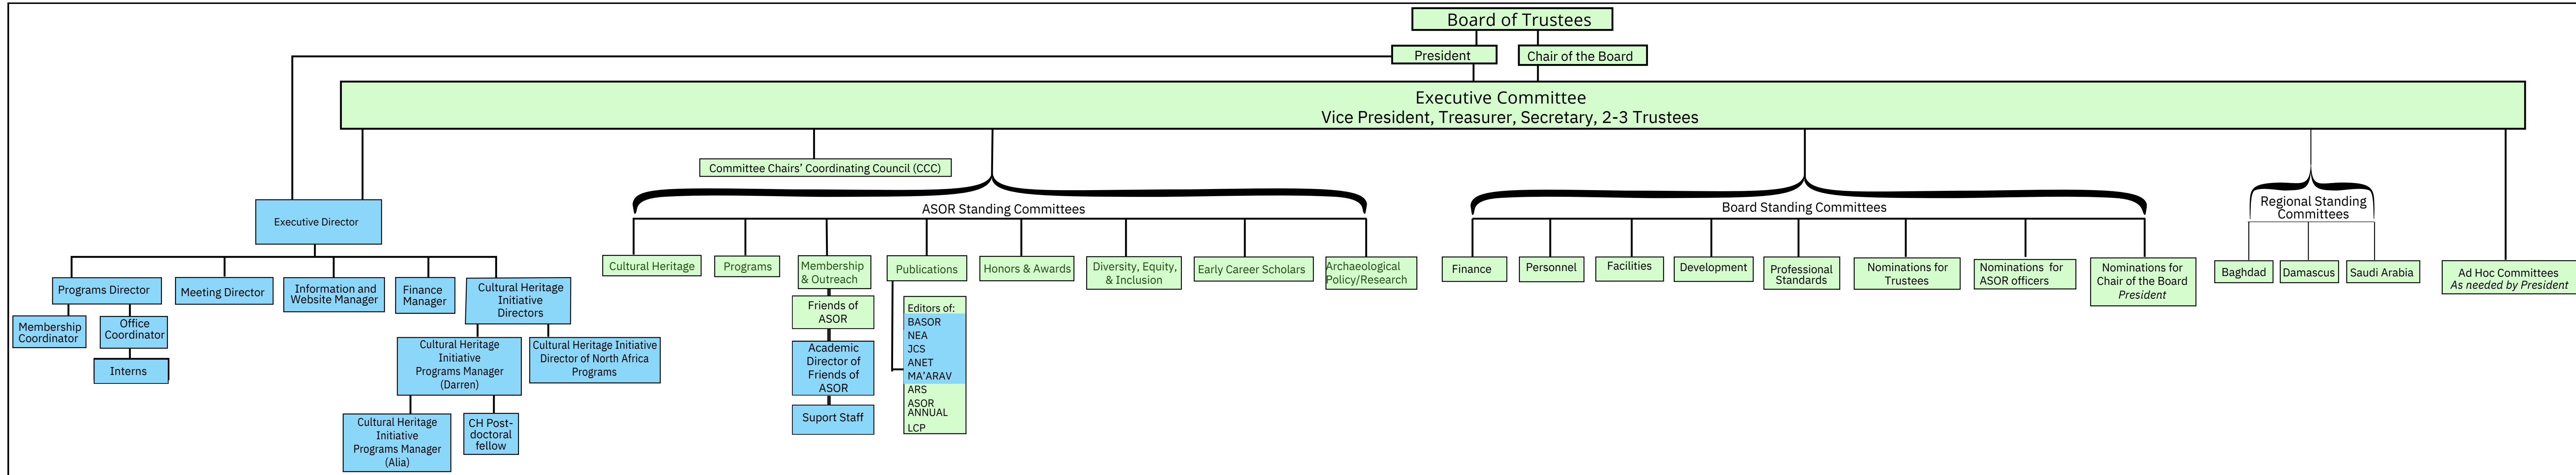 Board of Trustees
President
Chair of the Board
Executive Committee
Vice President, Treasurer, Secretary, 2-3 Trustees
Committee Chairs' Coordinating Council (CCC)
Executive Director
Programs Director
Meeting Director
Information and
Website Manager
Finance
Manager
Cultural Heritage
Initiative
Directors
Membership
Coordinator
Office
Coordinator
Interns
Cultural Heritage
Initiative
Programs Manager
(Darren)
Cultural Heritage Initiative
Director of North Africa
Programs
Cultural Heritage
Initiative
Programs Manager
(Alia)
CH Post-
doctoral
fellow
ASOR Standing Committees
Cultural Heritage
Programs
Membership
& Outreach
Friends of
ASOR
Academic
Director of
Friends of
ASOR
Suport Staff
Publications
Editors of:
BASOR
NEA
JCS
ANET
MA'ARAV
ARS
ASOR
ANNUAL
LCP
Honors & Awards
Diversity, Equity,
& Inclusion
Early Career Scholars
Archaeological
Policy/Research
Board Standing Committees
Finance
Personnel
Facilities
Development
Professional
Standards
Nominations for
Trustees
Nominations for
ASOR officers
Nominations for
Chair of the Board
President
Regional Standing
Committees
Baghdad
Damascus
Saudi Arabia
Ad Hoc Committees
As needed by President